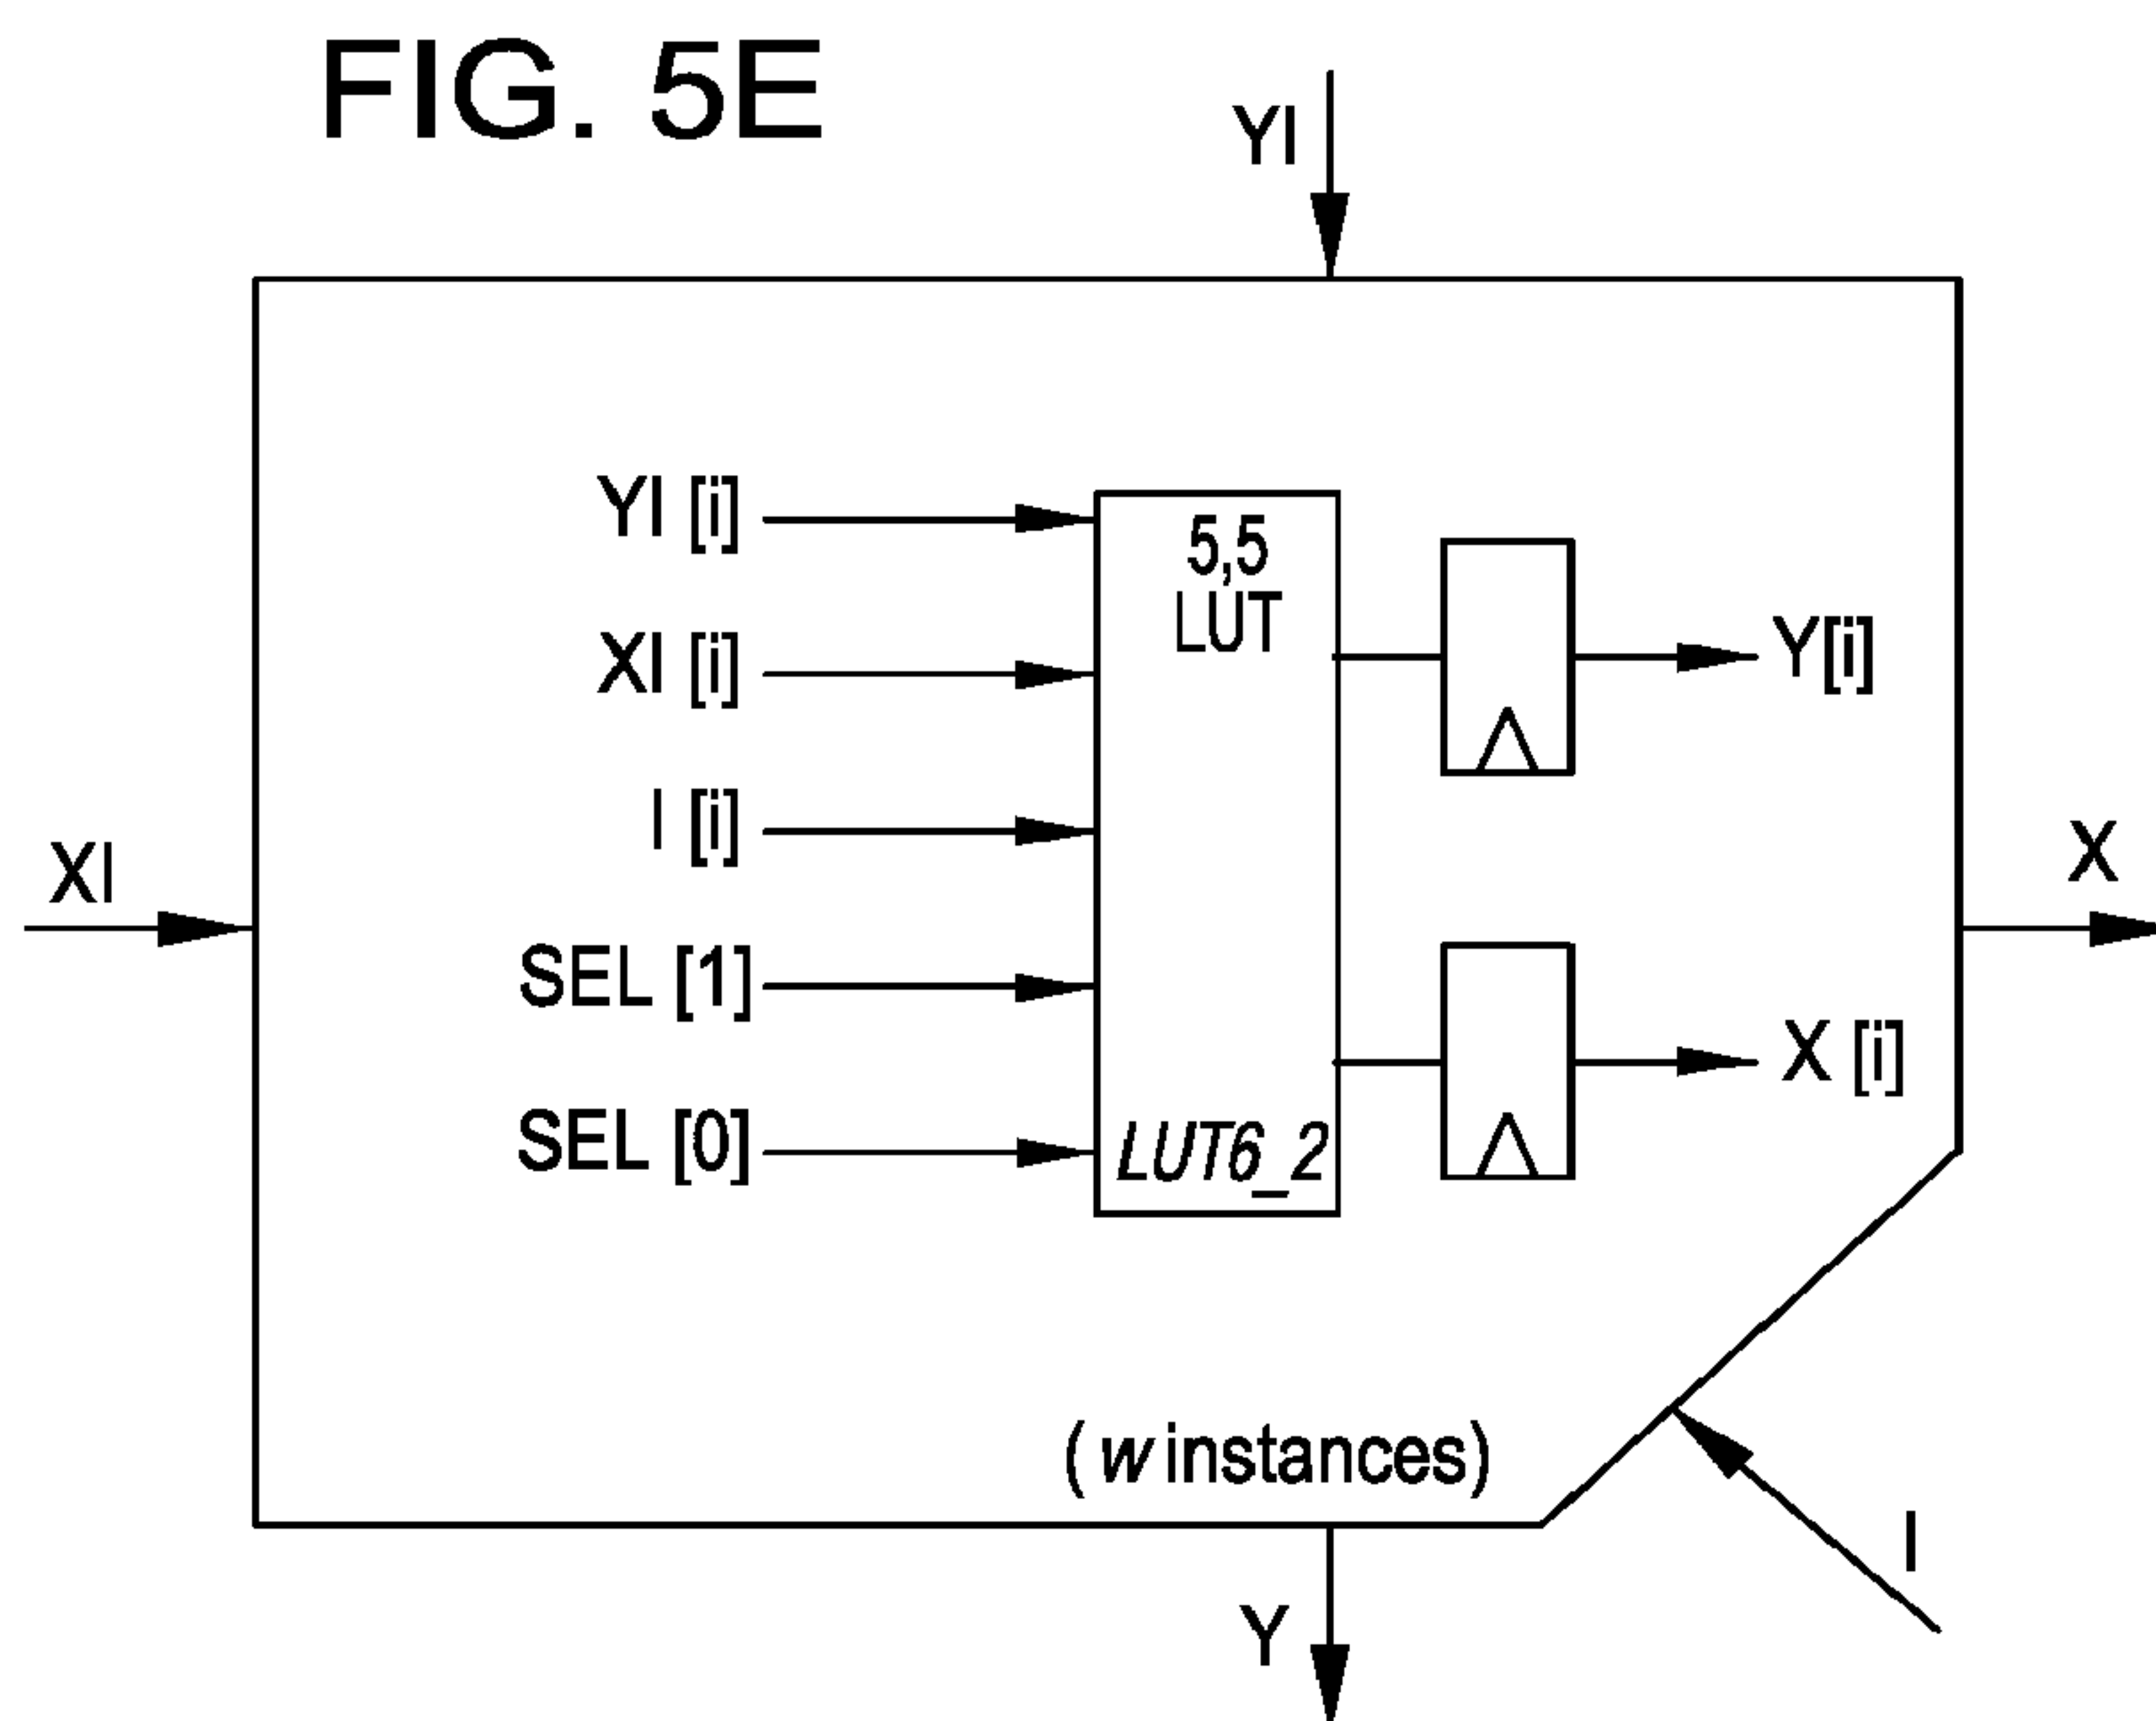 FIG. 5E
YI
YI [i]
5,5
LUT
XI [i]
Y[i]
I [i]
XI
X
SEL [1]
X [i]
SEL [0]
LUT6_2
(w instances)
I
Y